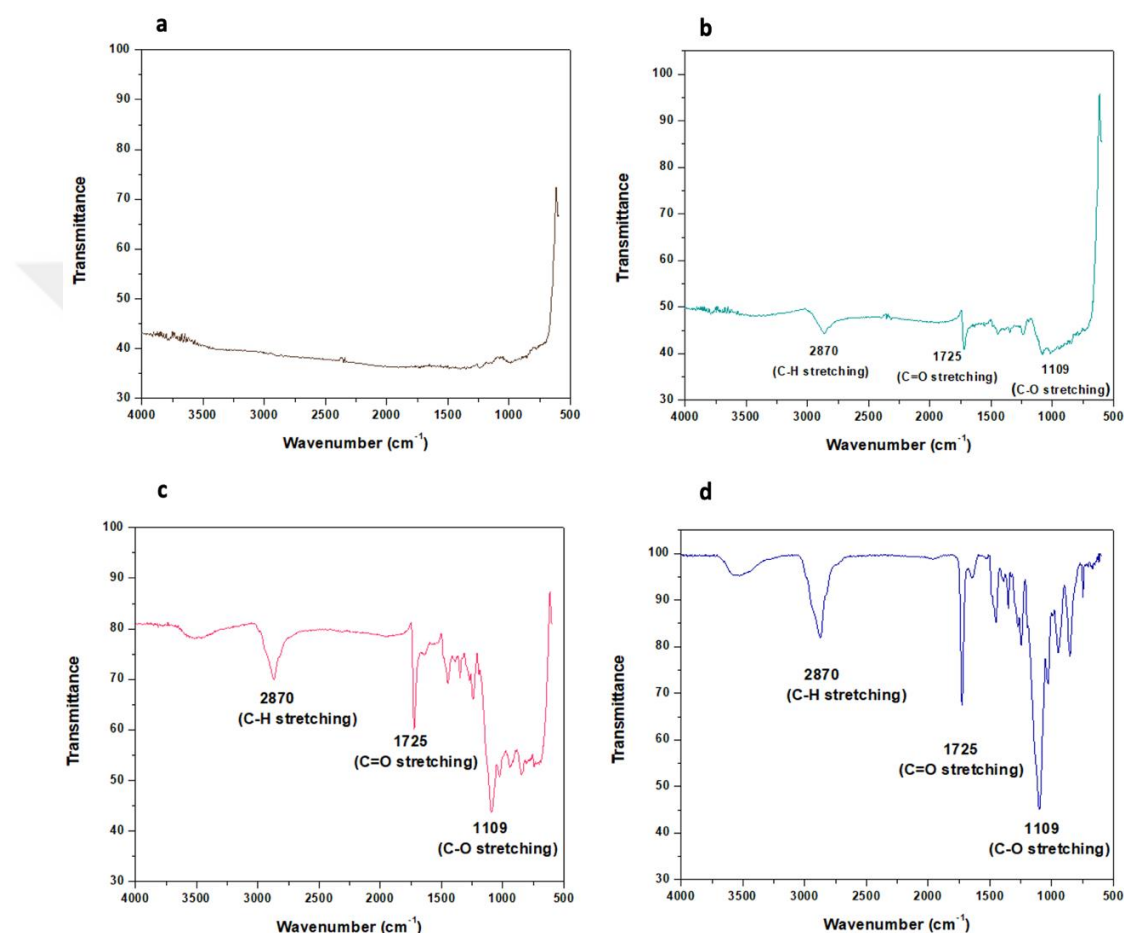 a
100
90
80
70
60
50
40
30
Transmittance
4000 3500 3000 2500 2000 1500 1000 500
Wavenumber (cm⁻¹)
b
100
90
80
70
60
50
40
30
Transmittance
2870
(C-H stretching)
1725
(C=O stretching)
1109
(C-O stretching)
4000 3500 3000 2500 2000 1500 1000 500
Wavenumber (cm⁻¹)
c
100
90
80
70
60
50
40
30
Transmittance
2870
(C-H stretching)
1725
(C=O stretching)
1109
(C-O stretching)
4000 3500 3000 2500 2000 1500 1000 500
Wavenumber (cm⁻¹)
d
100
90
80
70
60
50
40
30
Transmittance
2870
(C-H stretching)
1725
(C=O stretching)
1109
(C-O stretching)
4000 3500 3000 2500 2000 1500 1000 500
Wavenumber (cm⁻¹)